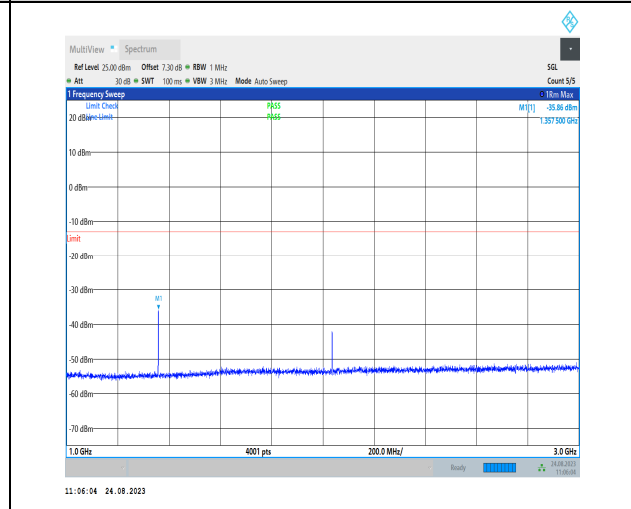 MultiView Spectrum
Ref Level 25.00 dBm Offset 7.30 dB RBW 1 MHz SGL
Att 30 dB SWT 100 ms VBW 3 MHz Mode Auto Sweep Count 5/5
1 Frequency Sweep 1Rm Max
Limit Check PASS M1[1] -35.86 dBm
20 dBm Line Limit PASS 1.357 500 GHz
10 dBm
0 dBm
-10 dBm
Limit
-20 dBm
-30 dBm
M1
-40 dBm
-50 dBm
-60 dBm
-70 dBm
1.0 GHz 4001 pts 200.0 MHz/ 3.0 GHz
Ready 24.08.2023
11:06:04
11:06:04 24.08.2023